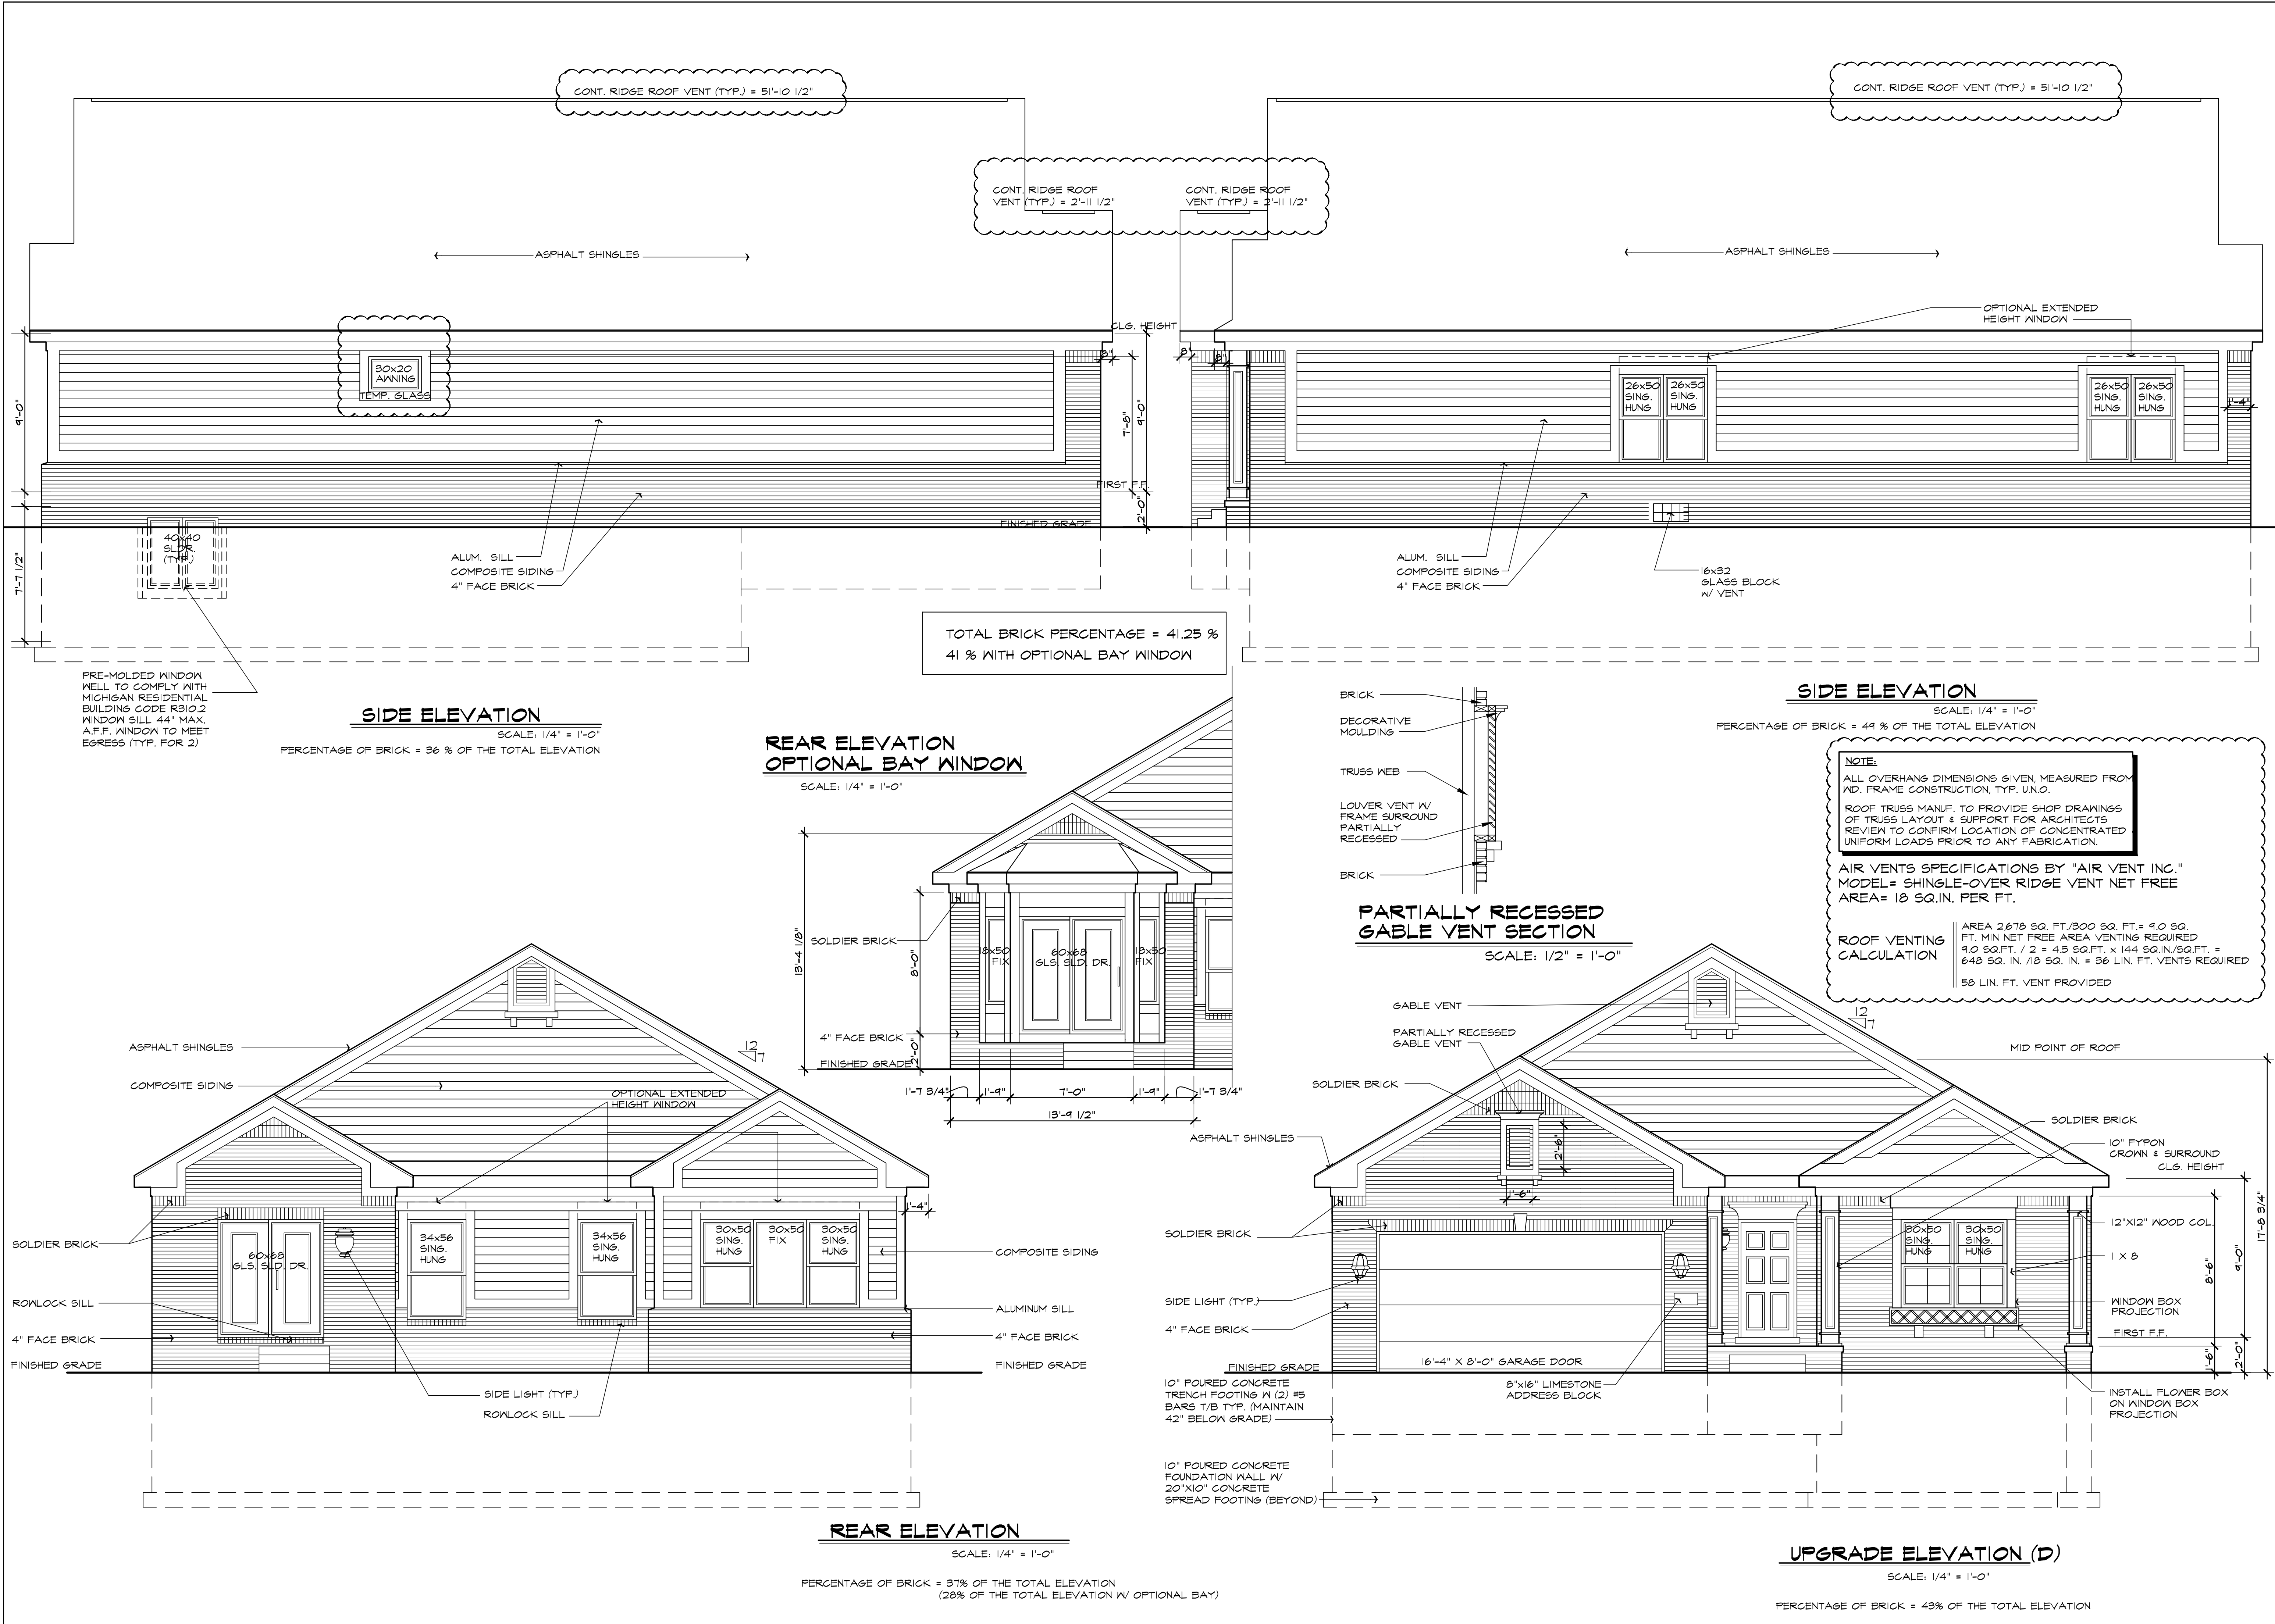 CONT. RIDGE ROOF VENT (TYP.) = 51'-10 1/2"
CONT. RIDGE ROOF VENT (TYP.) = 51'-10 1/2"
CONT. RIDGE ROOF
VENT (TYP.) = 2'-11 1/2"
CONT. RIDGE ROOF
VENT (TYP.) = 2'-11 1/2"
ASPHALT SHINGLES
ASPHALT SHINGLES
OPTIONAL EXTENDED
HEIGHT WINDOW
CLG. HEIGHT
8"
8"
8"
30x20
AWNING
TEMP. GLASS
26x50
SING.
HUNG
26x50
SING.
HUNG
26x50
SING.
HUNG
26x50
SING.
HUNG
1'-4"
9'-0"
7'-8"
9'-0"
FIRST F.F.
2'-0"
FINISHED GRADE
40x40
SLDR.
(TYP.)
7'-7 1/2"
ALUM. SILL
COMPOSITE SIDING
4" FACE BRICK
ALUM. SILL
COMPOSITE SIDING
4" FACE BRICK
16x32
GLASS BLOCK
W/ VENT
TOTAL BRICK PERCENTAGE = 41.25 %
41 % WITH OPTIONAL BAY WINDOW
PRE-MOLDED WINDOW
WELL TO COMPLY WITH
MICHIGAN RESIDENTIAL
BUILDING CODE R310.2
WINDOW SILL 44" MAX.
A.F.F. WINDOW TO MEET
EGRESS (TYP. FOR 2)
SIDE ELEVATION
SCALE: 1/4" = 1'-0"
PERCENTAGE OF BRICK = 36 % OF THE TOTAL ELEVATION
SIDE ELEVATION
SCALE: 1/4" = 1'-0"
PERCENTAGE OF BRICK = 49 % OF THE TOTAL ELEVATION
REAR ELEVATION
OPTIONAL BAY WINDOW
SCALE: 1/4" = 1'-0"
13'-4 1/8"
8'-0"
2'-0"
SOLDIER BRICK
18x50
FIX
60x68
GLS. SLD. DR.
18x50
FIX
4" FACE BRICK
FINISHED GRADE
1'-7 3/4"
1'-9"
7'-0"
1'-9"
1'-7 3/4"
13'-9 1/2"
BRICK
DECORATIVE
MOULDING
TRUSS WEB
LOUVER VENT W/
FRAME SURROUND
PARTIALLY
RECESSED
BRICK
PARTIALLY RECESSED
GABLE VENT SECTION
SCALE: 1/2" = 1'-0"
NOTE:
ALL OVERHANG DIMENSIONS GIVEN, MEASURED FROM
WD. FRAME CONSTRUCTION, TYP. U.N.O.
ROOF TRUSS MANUF. TO PROVIDE SHOP DRAWINGS
OF TRUSS LAYOUT & SUPPORT FOR ARCHITECTS
REVIEW TO CONFIRM LOCATION OF CONCENTRATED
UNIFORM LOADS PRIOR TO ANY FABRICATION.
AIR VENTS SPECIFICATIONS BY "AIR VENT INC."
MODEL= SHINGLE-OVER RIDGE VENT NET FREE
AREA= 18 SQ.IN. PER FT.
ROOF VENTING
CALCULATION
AREA 2,678 SQ. FT./300 SQ. FT.= 9.0 SQ.
FT. MIN NET FREE AREA VENTING REQUIRED
9.0 SQ.FT. / 2 = 4.5 SQ.FT. x 144 SQ.IN./SQ.FT. =
648 SQ. IN. /18 SQ. IN. = 36 LIN. FT. VENTS REQUIRED
58 LIN. FT. VENT PROVIDED
ASPHALT SHINGLES
COMPOSITE SIDING
12
7
OPTIONAL EXTENDED
HEIGHT WINDOW
1'-4"
SOLDIER BRICK
60x68
GLS. SLD. DR.
34x56
SING.
HUNG
34x56
SING.
HUNG
30x50
SING.
HUNG
30x50
FIX
30x50
SING.
HUNG
COMPOSITE SIDING
ROWLOCK SILL
4" FACE BRICK
FINISHED GRADE
ALUMINUM SILL
4" FACE BRICK
FINISHED GRADE
SIDE LIGHT (TYP.)
ROWLOCK SILL
REAR ELEVATION
SCALE: 1/4" = 1'-0"
PERCENTAGE OF BRICK = 37% OF THE TOTAL ELEVATION
(28% OF THE TOTAL ELEVATION W/ OPTIONAL BAY)
GABLE VENT
PARTIALLY RECESSED
GABLE VENT
SOLDIER BRICK
ASPHALT SHINGLES
12
7
MID POINT OF ROOF
SOLDIER BRICK
10" FYPON
CROWN & SURROUND
CLG. HEIGHT
2'-6"
1'-6"
SOLDIER BRICK
SIDE LIGHT (TYP.)
4" FACE BRICK
FINISHED GRADE
30x50
SING.
HUNG
30x50
SING.
HUNG
12"X12" WOOD COL.
1 X 8
WINDOW BOX
PROJECTION
FIRST F.F.
8'-6"
9'-0"
17'-8 3/4"
1'-6"
2'-0"
16'-4" X 8'-0" GARAGE DOOR
8"x16" LIMESTONE
ADDRESS BLOCK
INSTALL FLOWER BOX
ON WINDOW BOX
PROJECTION
10" POURED CONCRETE
TRENCH FOOTING W (2) #5
BARS T/B TYP. (MAINTAIN
42" BELOW GRADE)
10" POURED CONCRETE
FOUNDATION WALL W/
20"X10" CONCRETE
SPREAD FOOTING (BEYOND)
UPGRADE ELEVATION (D)
SCALE: 1/4" = 1'-0"
PERCENTAGE OF BRICK = 43% OF THE TOTAL ELEVATION